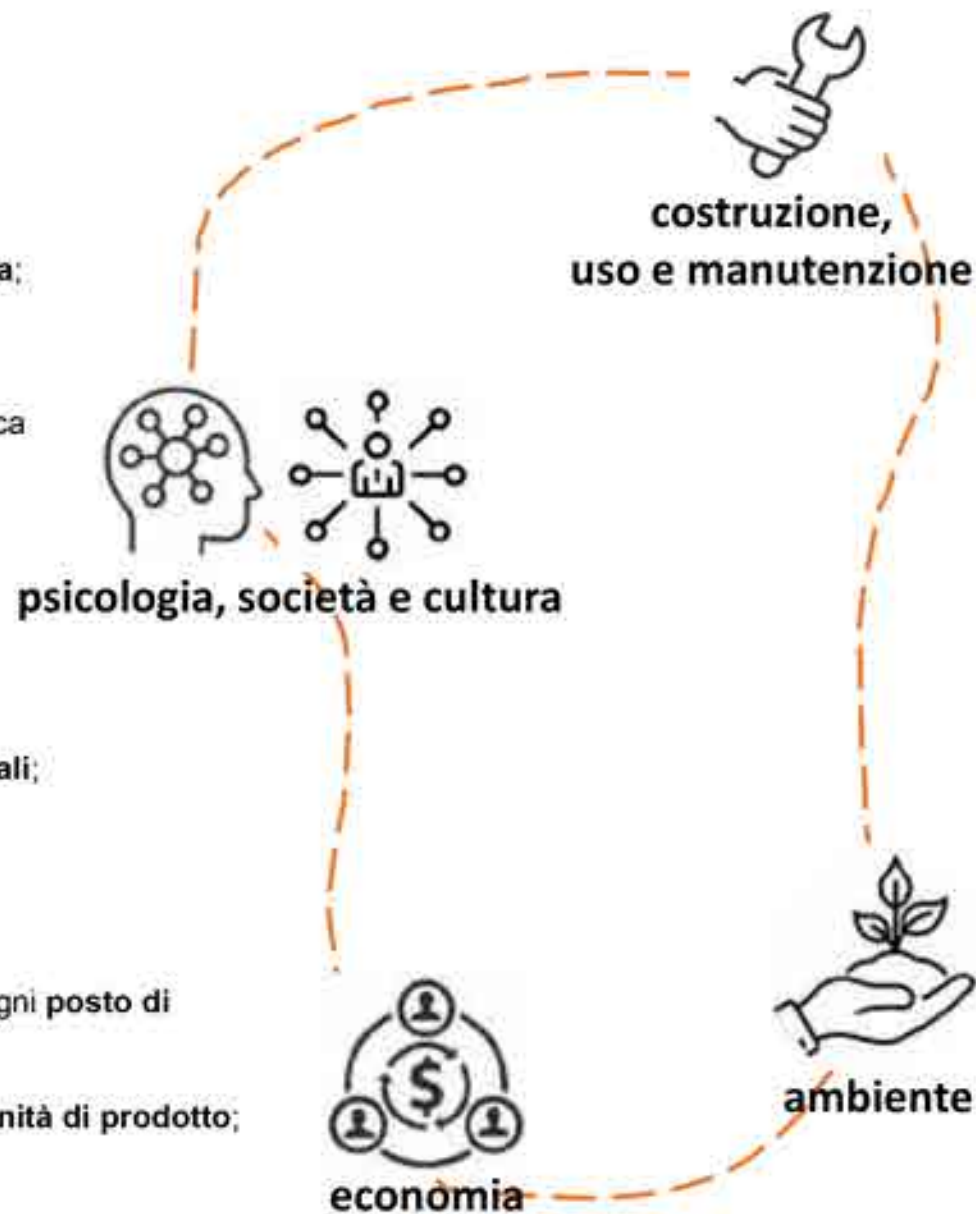 costruzione,
uso e manutenzione
a;
ca
psicologia, società e cultura
ali;
gni posto di
nità di prodotto;
ambiente
economia